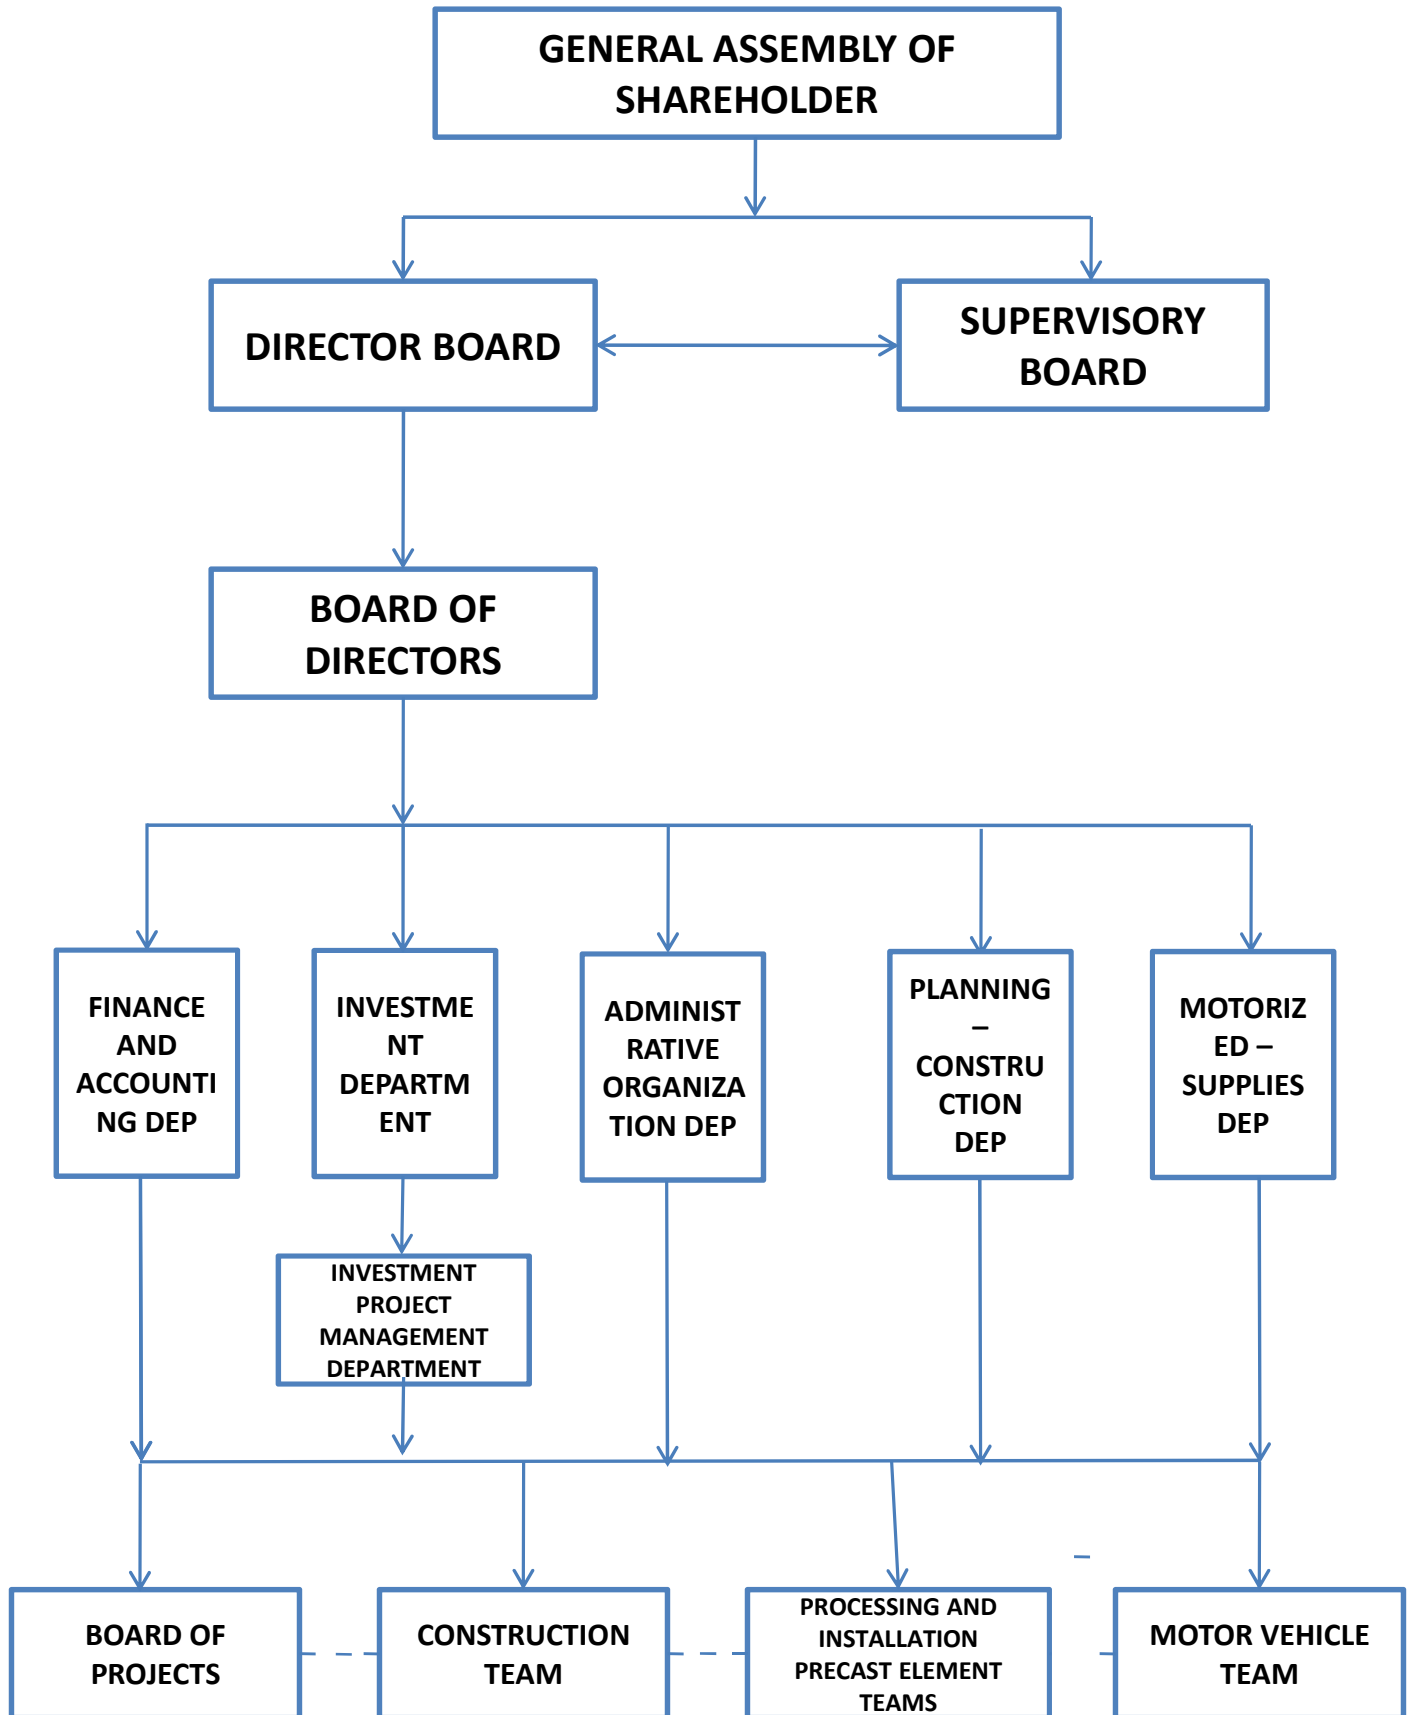 GENERAL ASSEMBLY OF
SHAREHOLDER
DIRECTOR BOARD
SUPERVISORY
BOARD
BOARD OF
DIRECTORS
FINANCE
AND
ACCOUNTI
NG DEP
INVESTME
NT
DEPARTM
ENT
ADMINIST
RATIVE
ORGANIZA
TION DEP
PLANNING
–
CONSTRU
CTION
DEP
MOTORIZ
ED –
SUPPLIES
DEP
INVESTMENT
PROJECT
MANAGEMENT
DEPARTMENT
BOARD OF
PROJECTS
CONSTRUCTION
TEAM
PROCESSING AND
INSTALLATION
PRECAST ELEMENT
TEAMS
MOTOR VEHICLE
TEAM